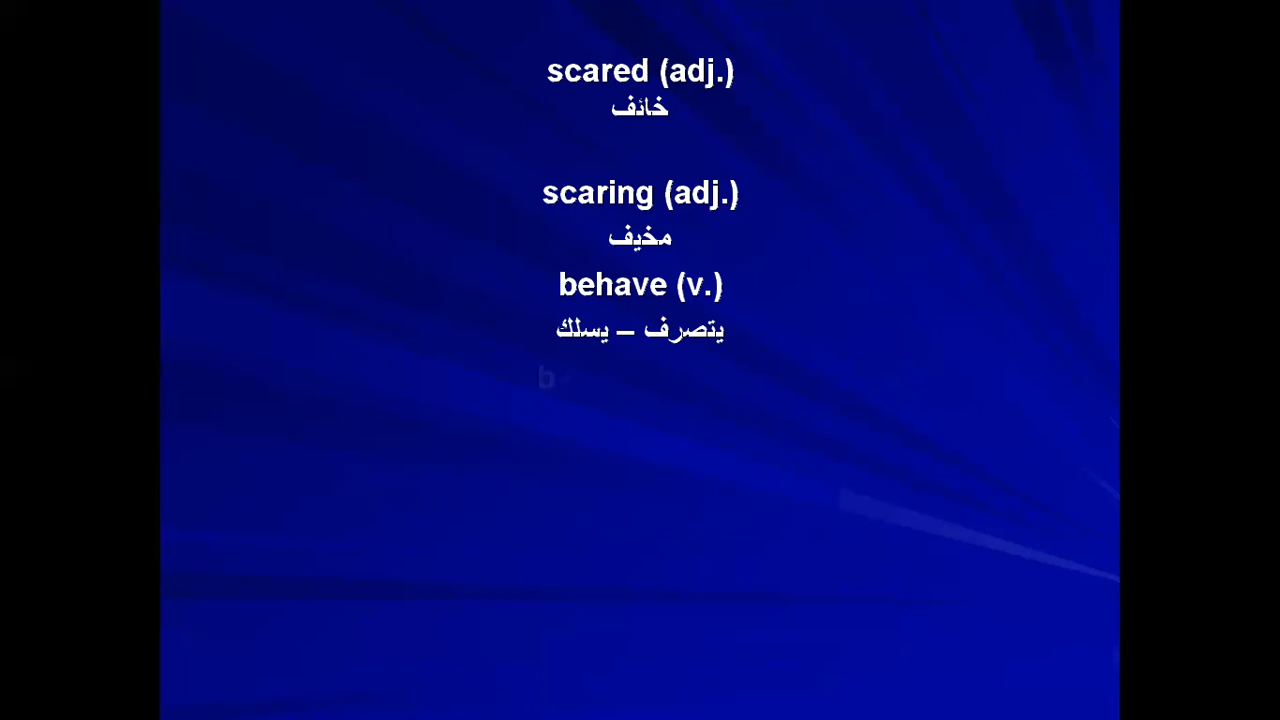 scared (adj.)
خائف
scaring (adj.)
مخيف
behave (v.)
يتصرف – يسلك
b